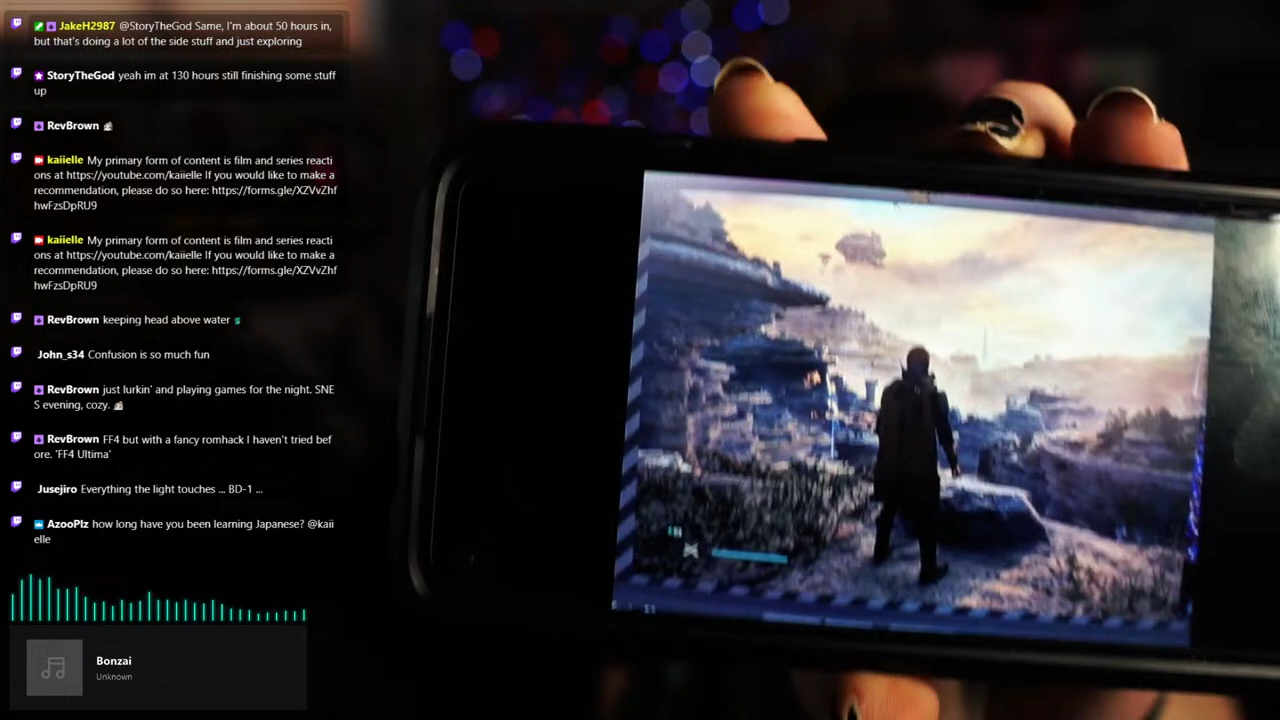 JakeH2987 @StoryTheGod Same, I'm about 50 hours in,
but that's doing a lot of the side stuff and just exploring
StoryTheGod yeah im at 130 hours still finishing some stuff
up
RevBrown
kaiielle My primary form of content is film and series reacti
ons at https://youtube.com/kaiielle If you would like to make a
recommendation, please do so here: https://forms.gle/XZVvZhf
hwFzsDpRU9
kaiielle My primary form of content is film and series reacti
ons at https://youtube.com/kaiielle If you would like to make a
recommendation, please do so here: https://forms.gle/XZVvZhf
hwFzsDpRU9
RevBrown keeping head above water
John_s34 Confusion is so much fun
RevBrown just lurkin' and playing games for the night. SNE
S evening, cozy.
RevBrown FF4 but with a fancy romhack I haven't tried bef
ore. 'FF4 Ultima'
Jusejiro Everything the light touches ... BD-1 ...
AzooPlz how long have you been learning Japanese? @kaii
elle
Bonzai
Unknown